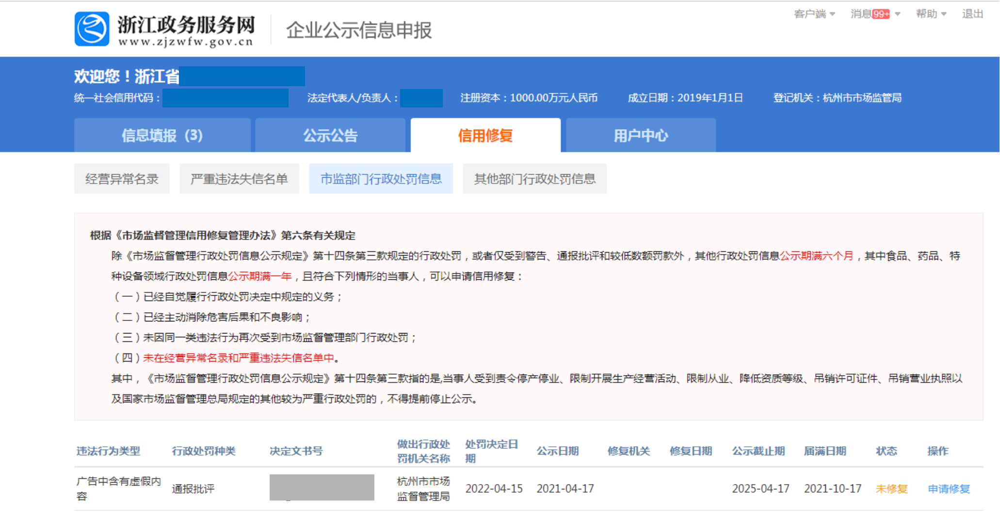 客户端 消息 99+ 帮助 退出
浙江政务服务网 企业公示信息申报
www.zjzwfw.gov.cn
欢迎您！浙江省
统一社会信用代码： 法定代表人/负责人： 注册资本：1000.00万元人民币 成立日期：2019年1月1日 登记机关：杭州市市场监管局
信息填报（3） 公示公告 信用修复 用户中心
经营异常名录 严重违法失信名单 市监部门行政处罚信息 其他部门行政处罚信息
根据《市场监督管理信用修复管理办法》第六条有关规定
除《市场监督管理行政处罚信息公示规定》第十四条第三款规定的行政处罚，或者仅受到警告、通报批评和较低数额罚款外，其他行政处罚信息公示期满六个月，其中食品、药品、特
种设备领域行政处罚信息公示期满一年，且符合下列情形的当事人，可以申请信用修复：
（一）已经自觉履行行政处罚决定中规定的义务；
（二）已经主动消除危害后果和不良影响；
（三）未因同一类违法行为再次受到市场监督管理部门行政处罚；
（四）未在经营异常名录和严重违法失信名单中。
其中，《市场监督管理行政处罚信息公示规定》第十四条第三款指的是,当事人受到责令停产停业、限制开展生产经营活动、限制从业、降低资质等级、吊销许可证件、吊销营业执照以
及国家市场监督管理总局规定的其他较为严重行政处罚的，不得提前停止公示。
违法行为类型 行政处罚种类 决定文书号 做出行政处罚机关名称 处罚决定日期 公示日期 修复机关 修复日期 公示截止期 届满日期 状态 操作
广告中含有虚假内容 通报批评 杭州市市场监督管理局 2022-04-15 2021-04-17 2025-04-17 2021-10-17 未修复 申请修复